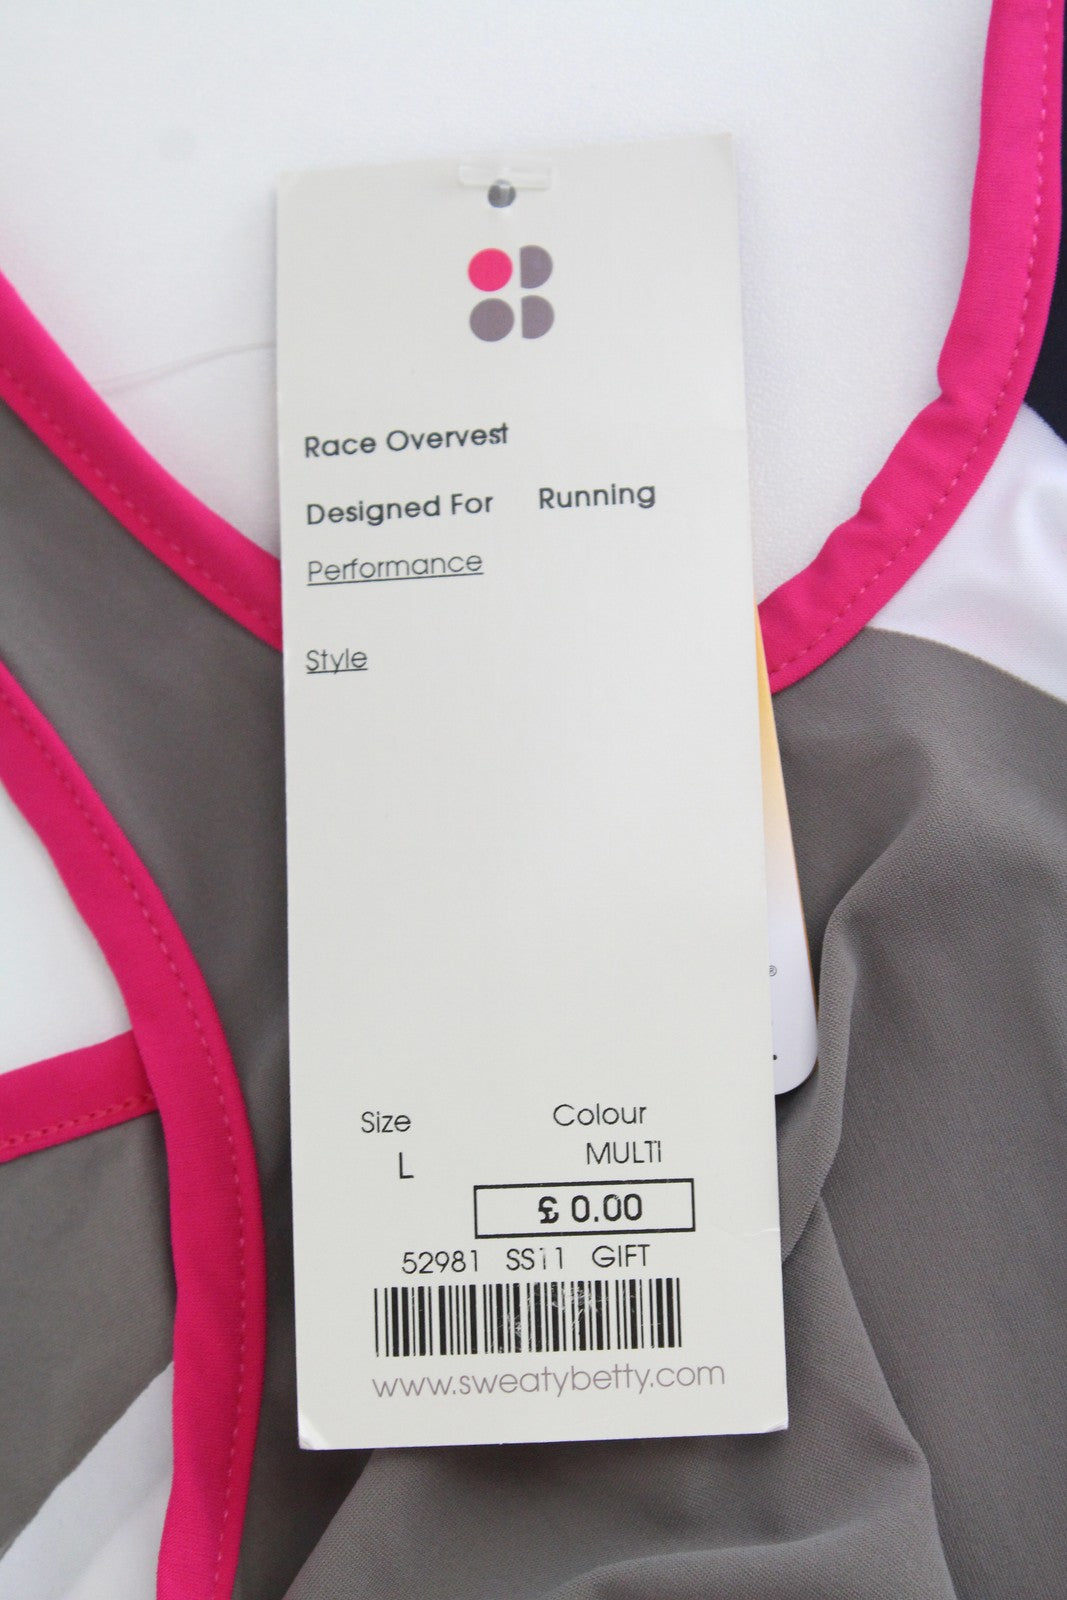 Race Overvest
Designed For Running
Performance
Style
Size Colour
L MULTI
£ 0.00
52981 SS11 GIFT
www.sweatybetty.com
®